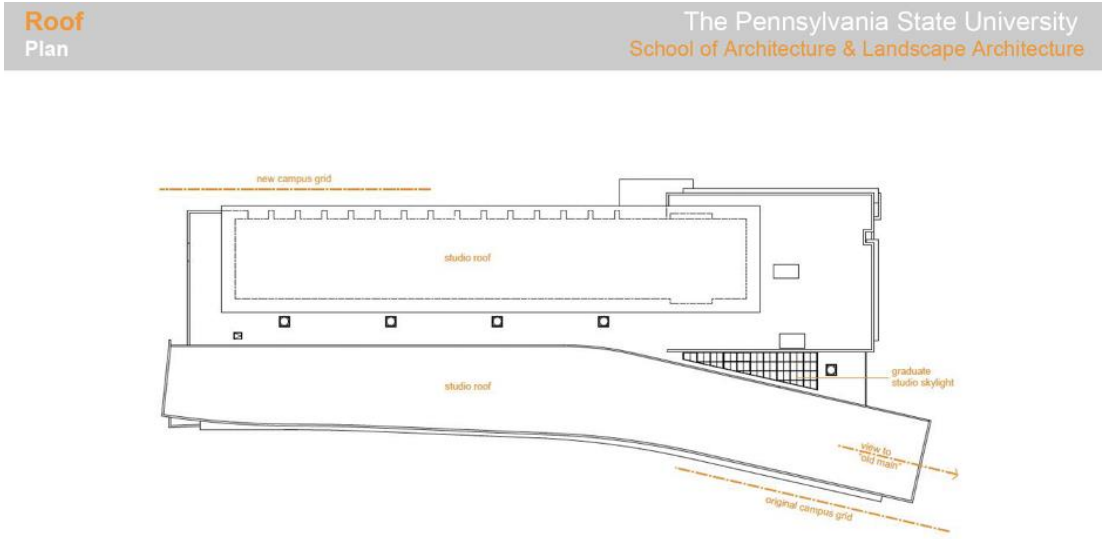 Roof
Plan
The Pennsylvania State University
School of Architecture & Landscape Architecture
new campus grid
studio roof
studio roof
graduate
studio skylight
view to
"old main"
original campus grid